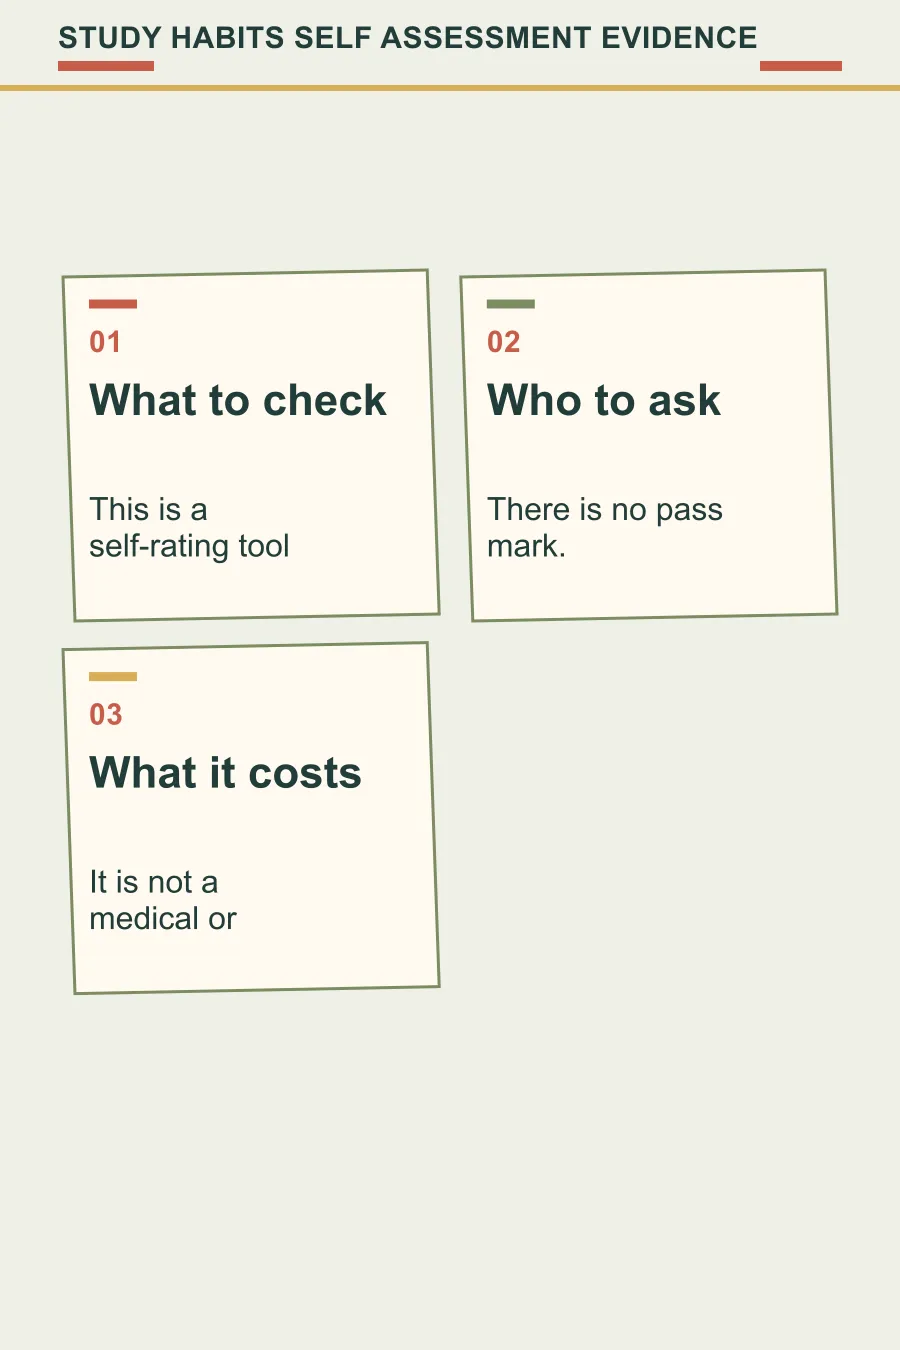 STUDY HABITS SELF ASSESSMENT EVIDENCE
01
What to check
This is a
self-rating tool
02
Who to ask
There is no pass
mark.
03
What it costs
It is not a
medical or